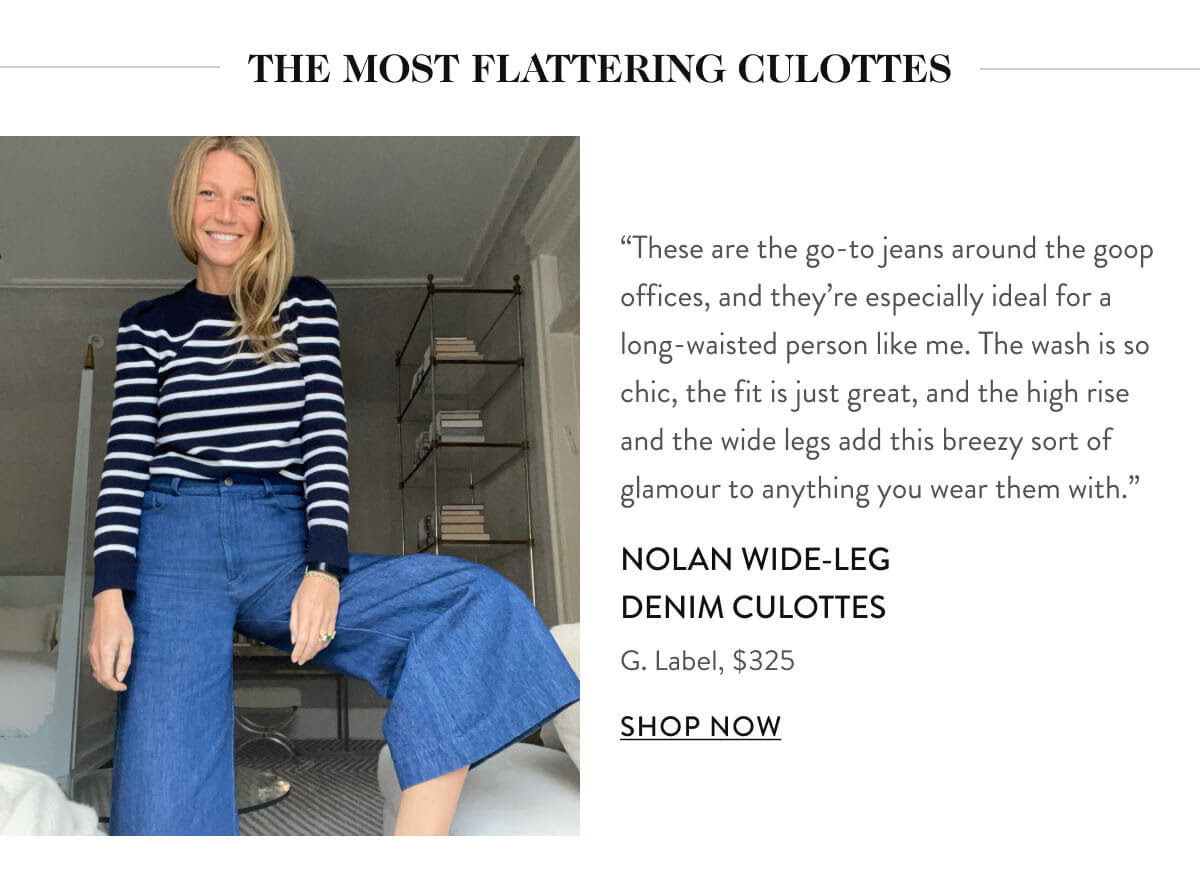 THE MOST FLATTERING CULOTTES
“These are the go-to jeans around the goop
offices, and they’re especially ideal for a
long-waisted person like me. The wash is so
chic, the fit is just great, and the high rise
and the wide legs add this breezy sort of
glamour to anything you wear them with.”
NOLAN WIDE-LEG
DENIM CULOTTES
G. Label, $325
SHOP NOW